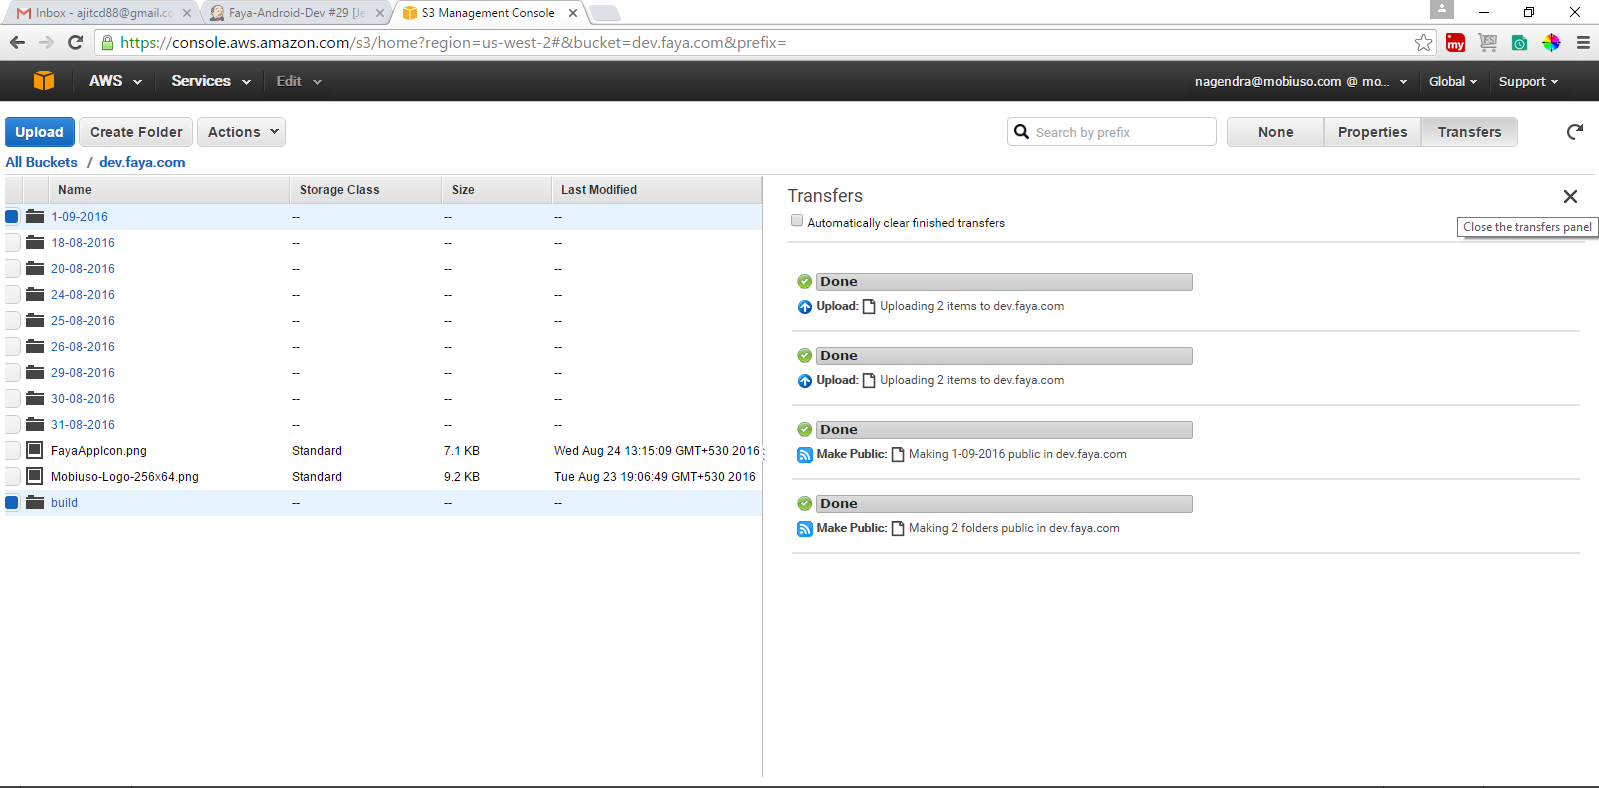 Inbox - ajitcd88@gmail.co
Faya-Android-Dev #29 [Je
S3 Management Console
https://console.aws.amazon.com/s3/home?region=us-west-2#&bucket=dev.faya.com&prefix=
my
AWS Services Edit nagendra@mobiuso.com @ mo... Global Support
Upload Create Folder Actions Search by prefix None Properties Transfers
All Buckets / dev.faya.com
Name Storage Class Size Last Modified
1-09-2016 -- -- --
18-08-2016 -- -- --
20-08-2016 -- -- --
24-08-2016 -- -- --
25-08-2016 -- -- --
26-08-2016 -- -- --
29-08-2016 -- -- --
30-08-2016 -- -- --
31-08-2016 -- -- --
FayaAppIcon.png Standard 7.1 KB Wed Aug 24 13:15:09 GMT+530 2016
Mobiuso-Logo-256x64.png Standard 9.2 KB Tue Aug 23 19:06:49 GMT+530 2016
build -- -- --
Transfers
Automatically clear finished transfers
Close the transfers panel
Done
Upload: Uploading 2 items to dev.faya.com
Done
Upload: Uploading 2 items to dev.faya.com
Done
Make Public: Making 1-09-2016 public in dev.faya.com
Done
Make Public: Making 2 folders public in dev.faya.com